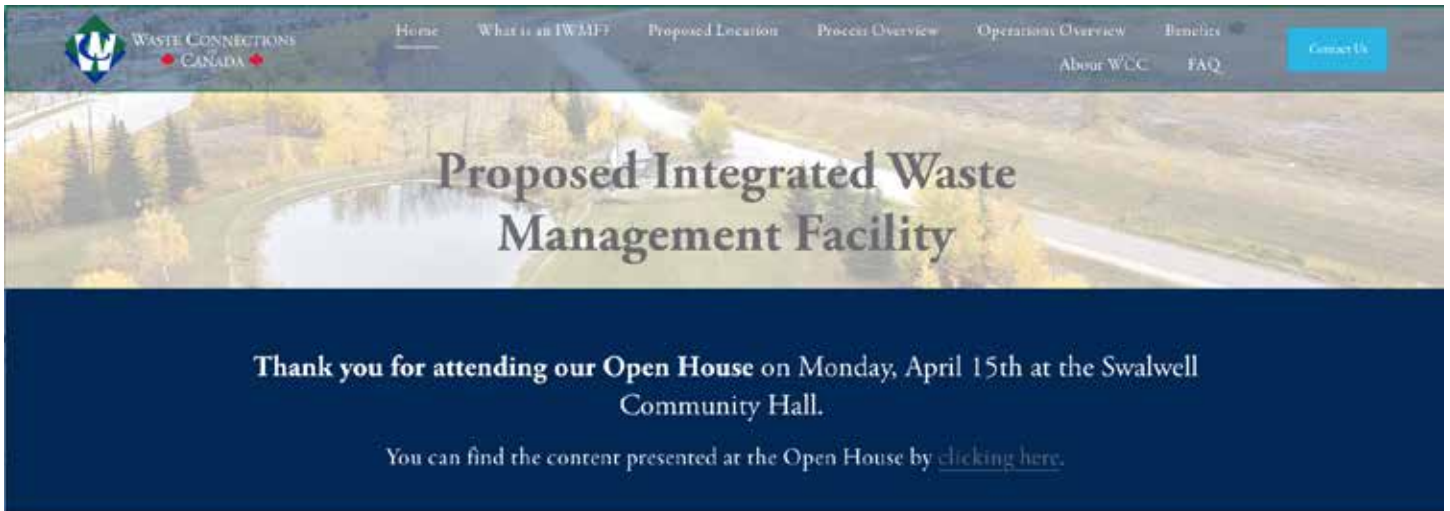 WASTE CONNECTIONS
OF
CANADA
Home What is an IWMF? Proposed Location Process Overview Operations Overview Benefits
About WCC FAQ
Contact Us
Proposed Integrated Waste
Management Facility
Thank you for attending our Open House on Monday, April 15th at the Swalwell
Community Hall.
You can find the content presented at the Open House by clicking here.